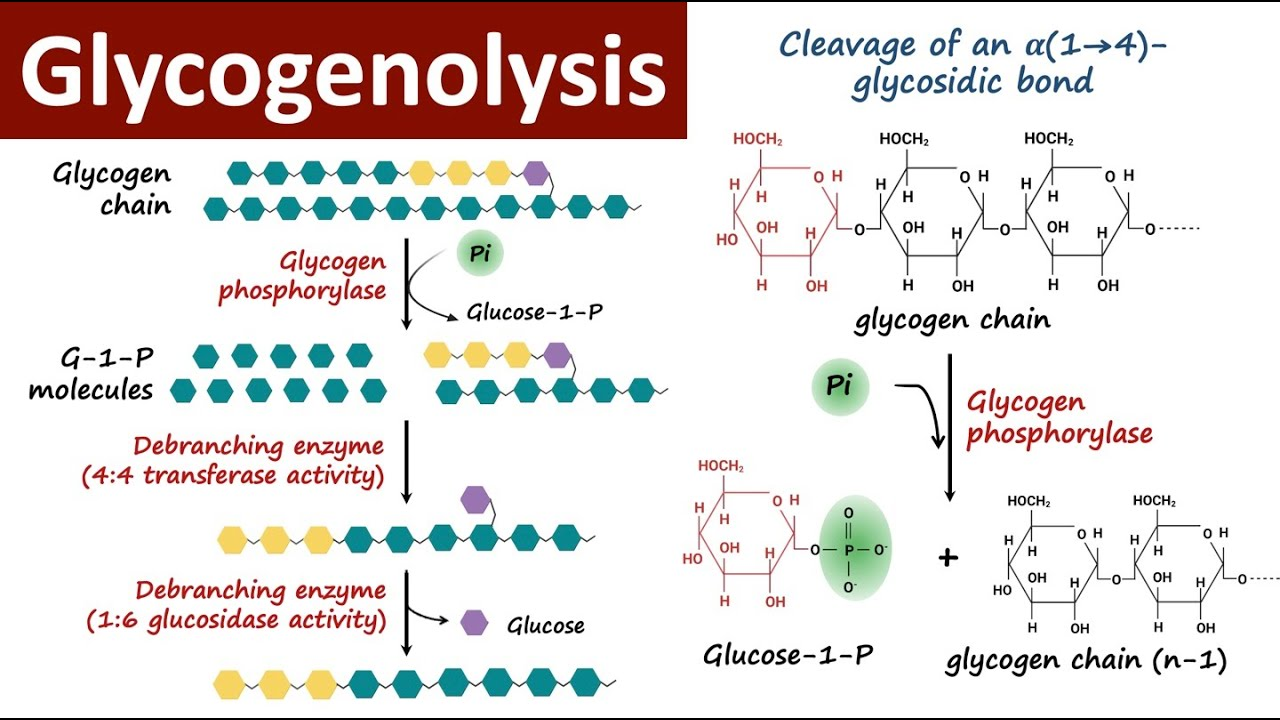 Glycogenolysis
Glycogen
chain
Glycogen
phosphorylase
Pi
Glucose-1-P
G-1-P
molecules
Debranching enzyme
(4:4 transferase activity)
Debranching enzyme
(1:6 glucosidase activity)
Glucose
Cleavage of an α(1→4)-
glycosidic bond
HOCH₂ HOCH₂ HOCH₂
O H O H O H
H H H
H H H
HO OH H O OH H O OH H O
H OH H OH H OH
glycogen chain
Pi
Glycogen
phosphorylase
HOCH₂
O H
H
H
HO OH H
H OH
O
O P O⁻
O⁻
Glucose-1-P
+
HOCH₂ HOCH₂
O H O H
H H
H H
HO OH H O OH H O
H OH H OH
glycogen chain (n-1)